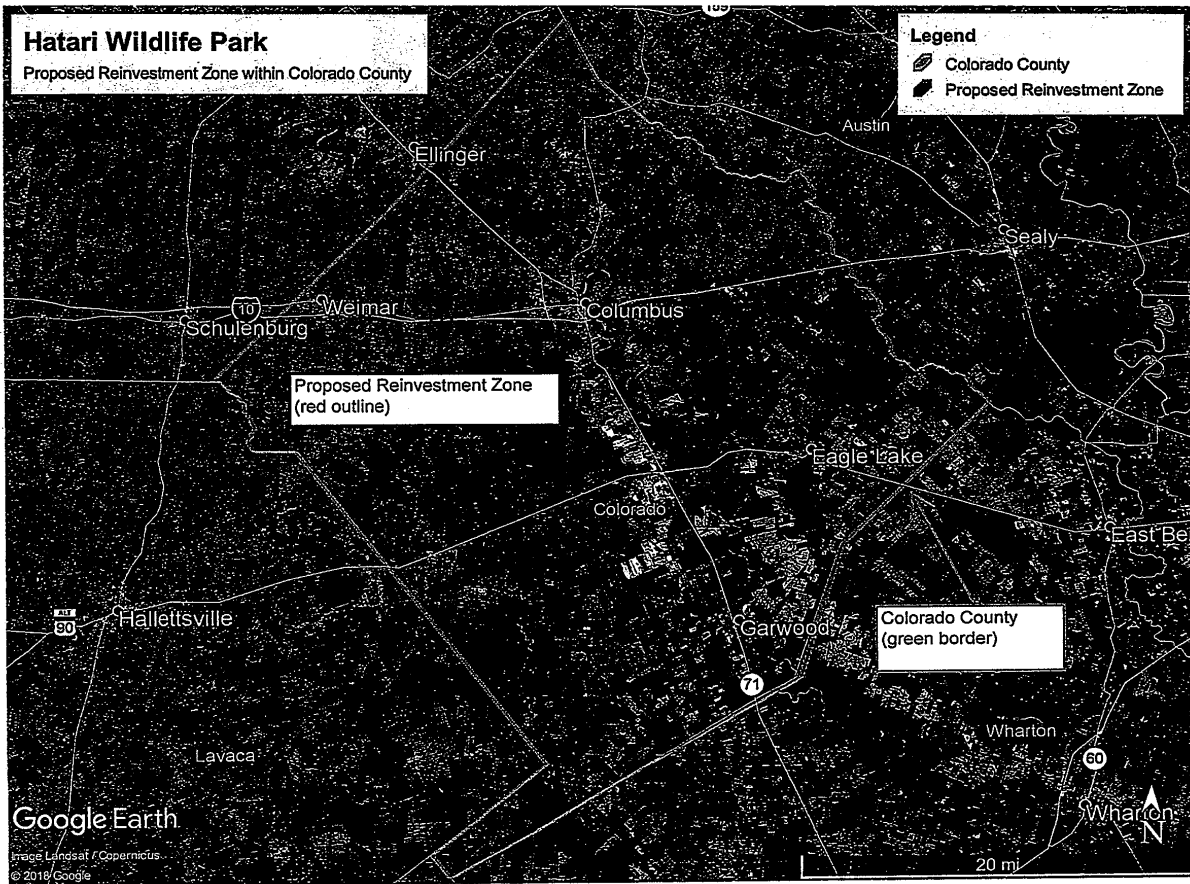 Hatari Wildlife Park
Proposed Reinvestment Zone within Colorado County
159
Legend
Colorado County
Proposed Reinvestment Zone
Austin
Ellinger
Sealy
10
Weimar
Columbus
Schulenburg
Proposed Reinvestment Zone
(red outline)
Eagle Lake
Colorado
East Be
ALT
90
Hallettsville
Garwood
Colorado County
(green border)
71
Wharton
Lavaca
60
Wharton
Google Earth
N
Image Landsat / Copernicus
© 2018 Google
20 mi